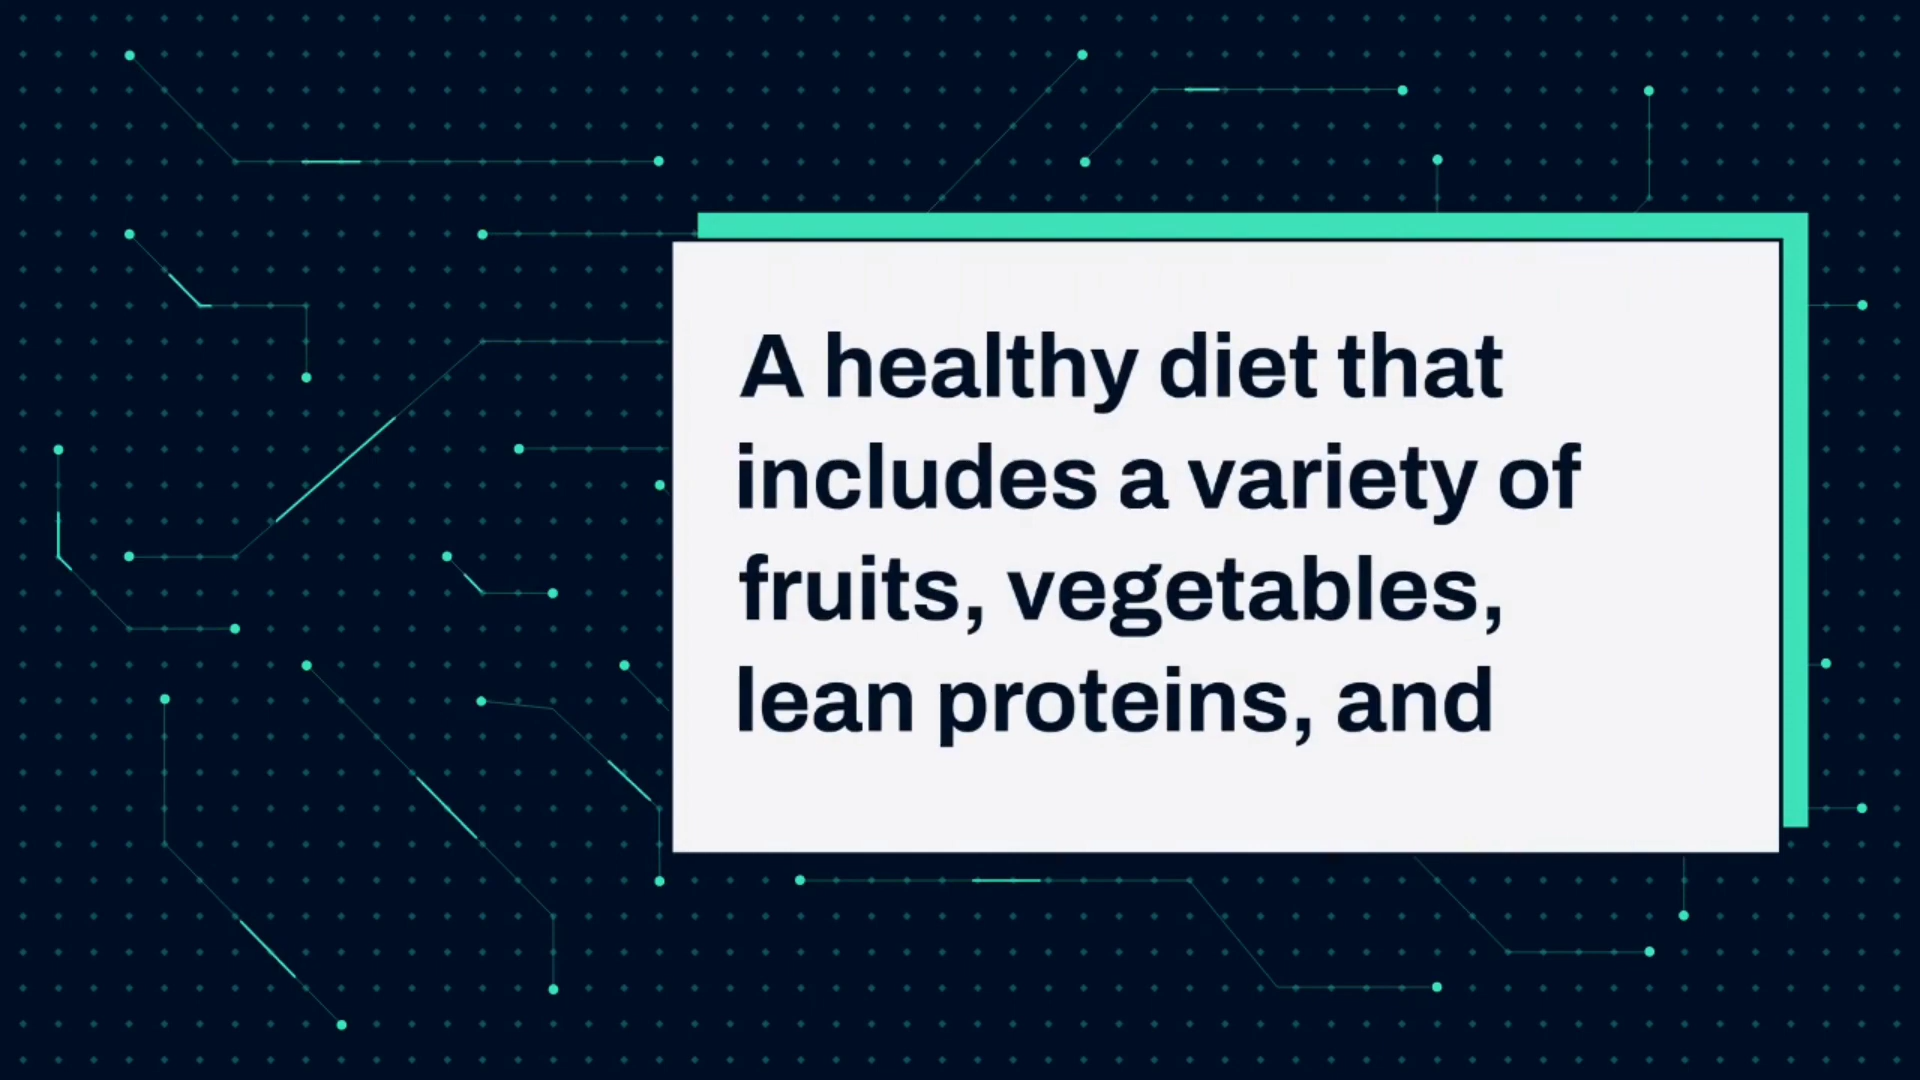 A healthy diet that
includes a variety of
fruits, vegetables,
lean proteins, and